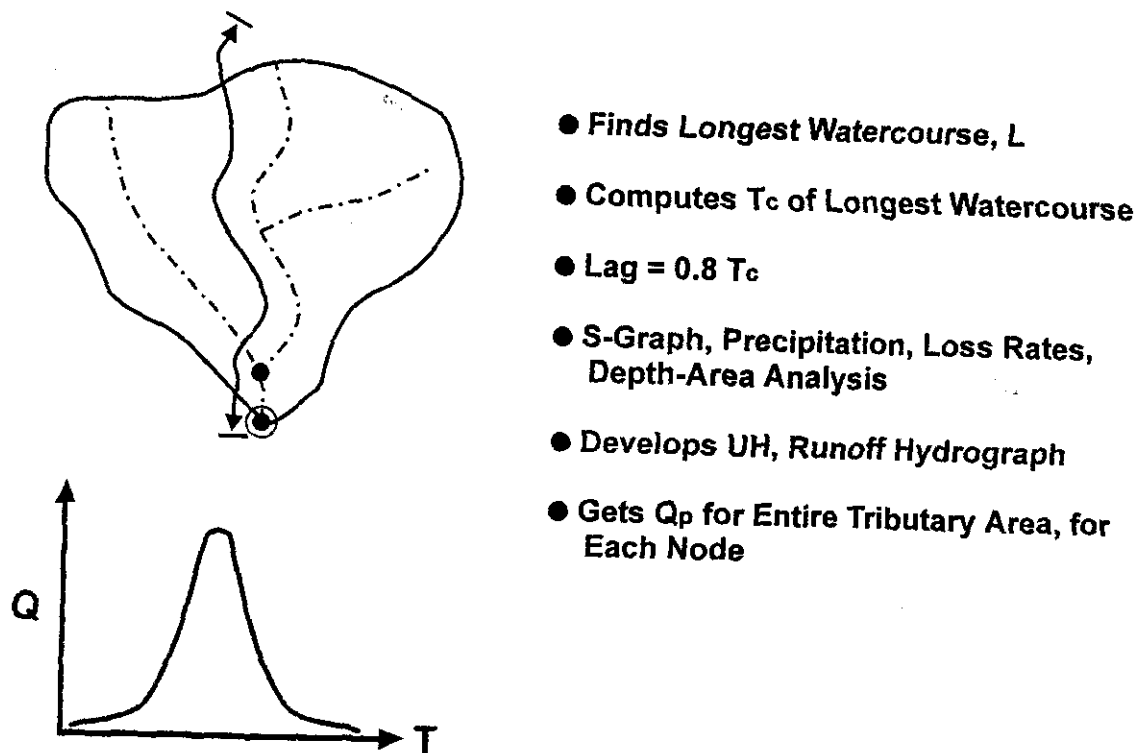 ● Finds Longest Watercourse, L
● Computes Tc of Longest Watercourse
● Lag = 0.8 Tc
● S-Graph, Precipitation, Loss Rates,
Depth-Area Analysis
● Develops UH, Runoff Hydrograph
● Gets Qp for Entire Tributary Area, for
Each Node
Q
T